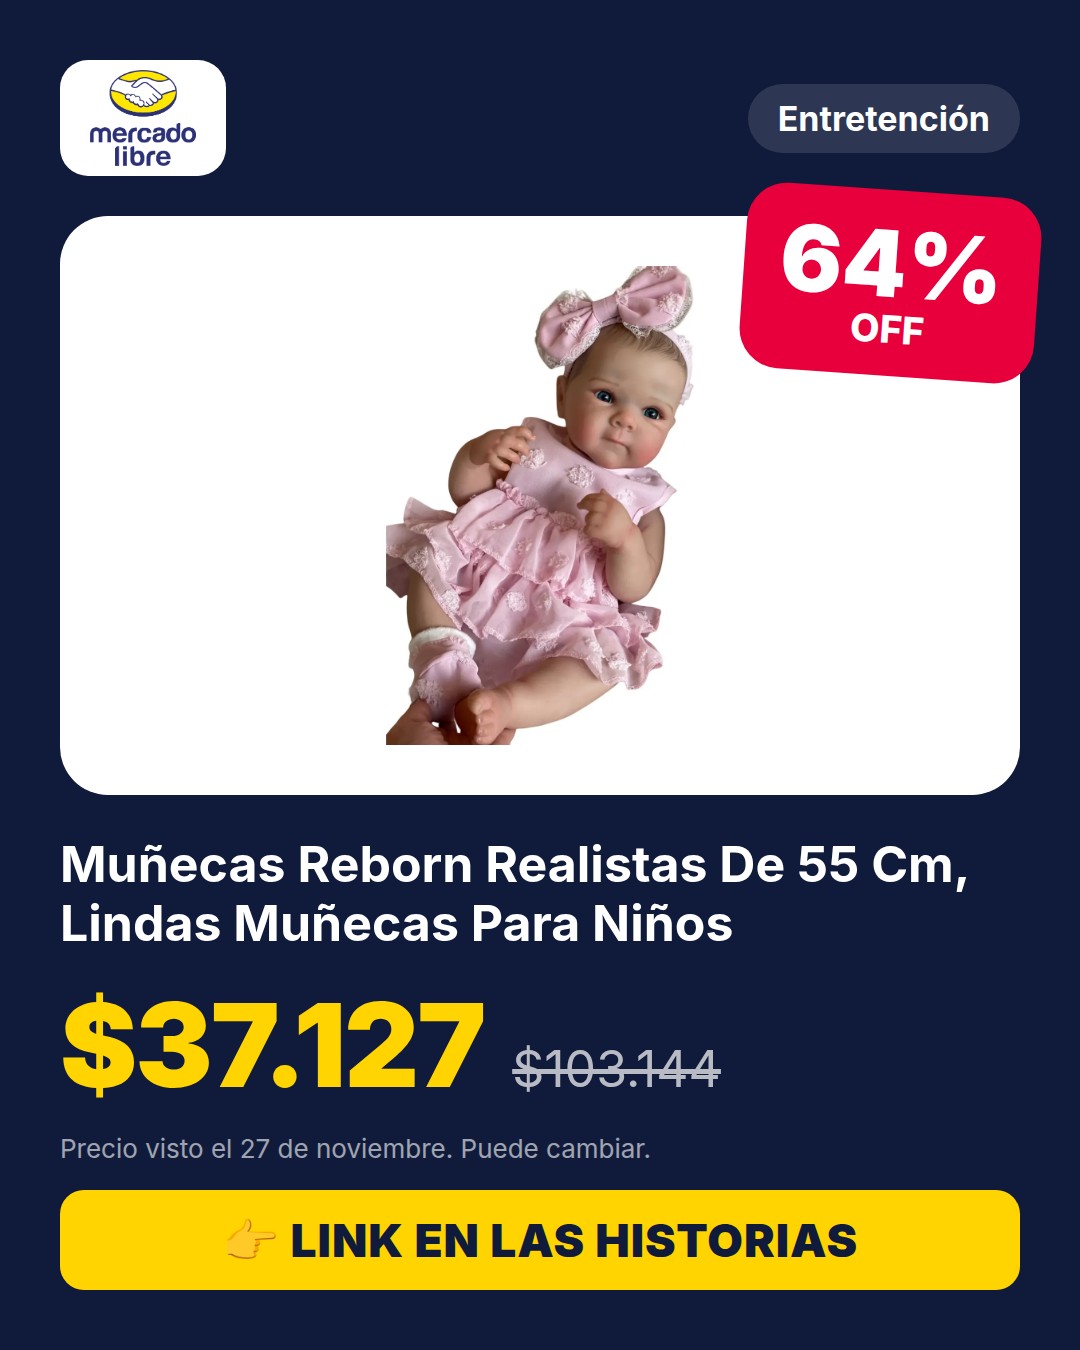 mercado
libre
Entretención
64%
OFF
Muñecas Reborn Realistas De 55 Cm,
Lindas Muñecas Para Niños
$37.127 $103.144
Precio visto el 27 de noviembre. Puede cambiar.
👉 LINK EN LAS HISTORIAS